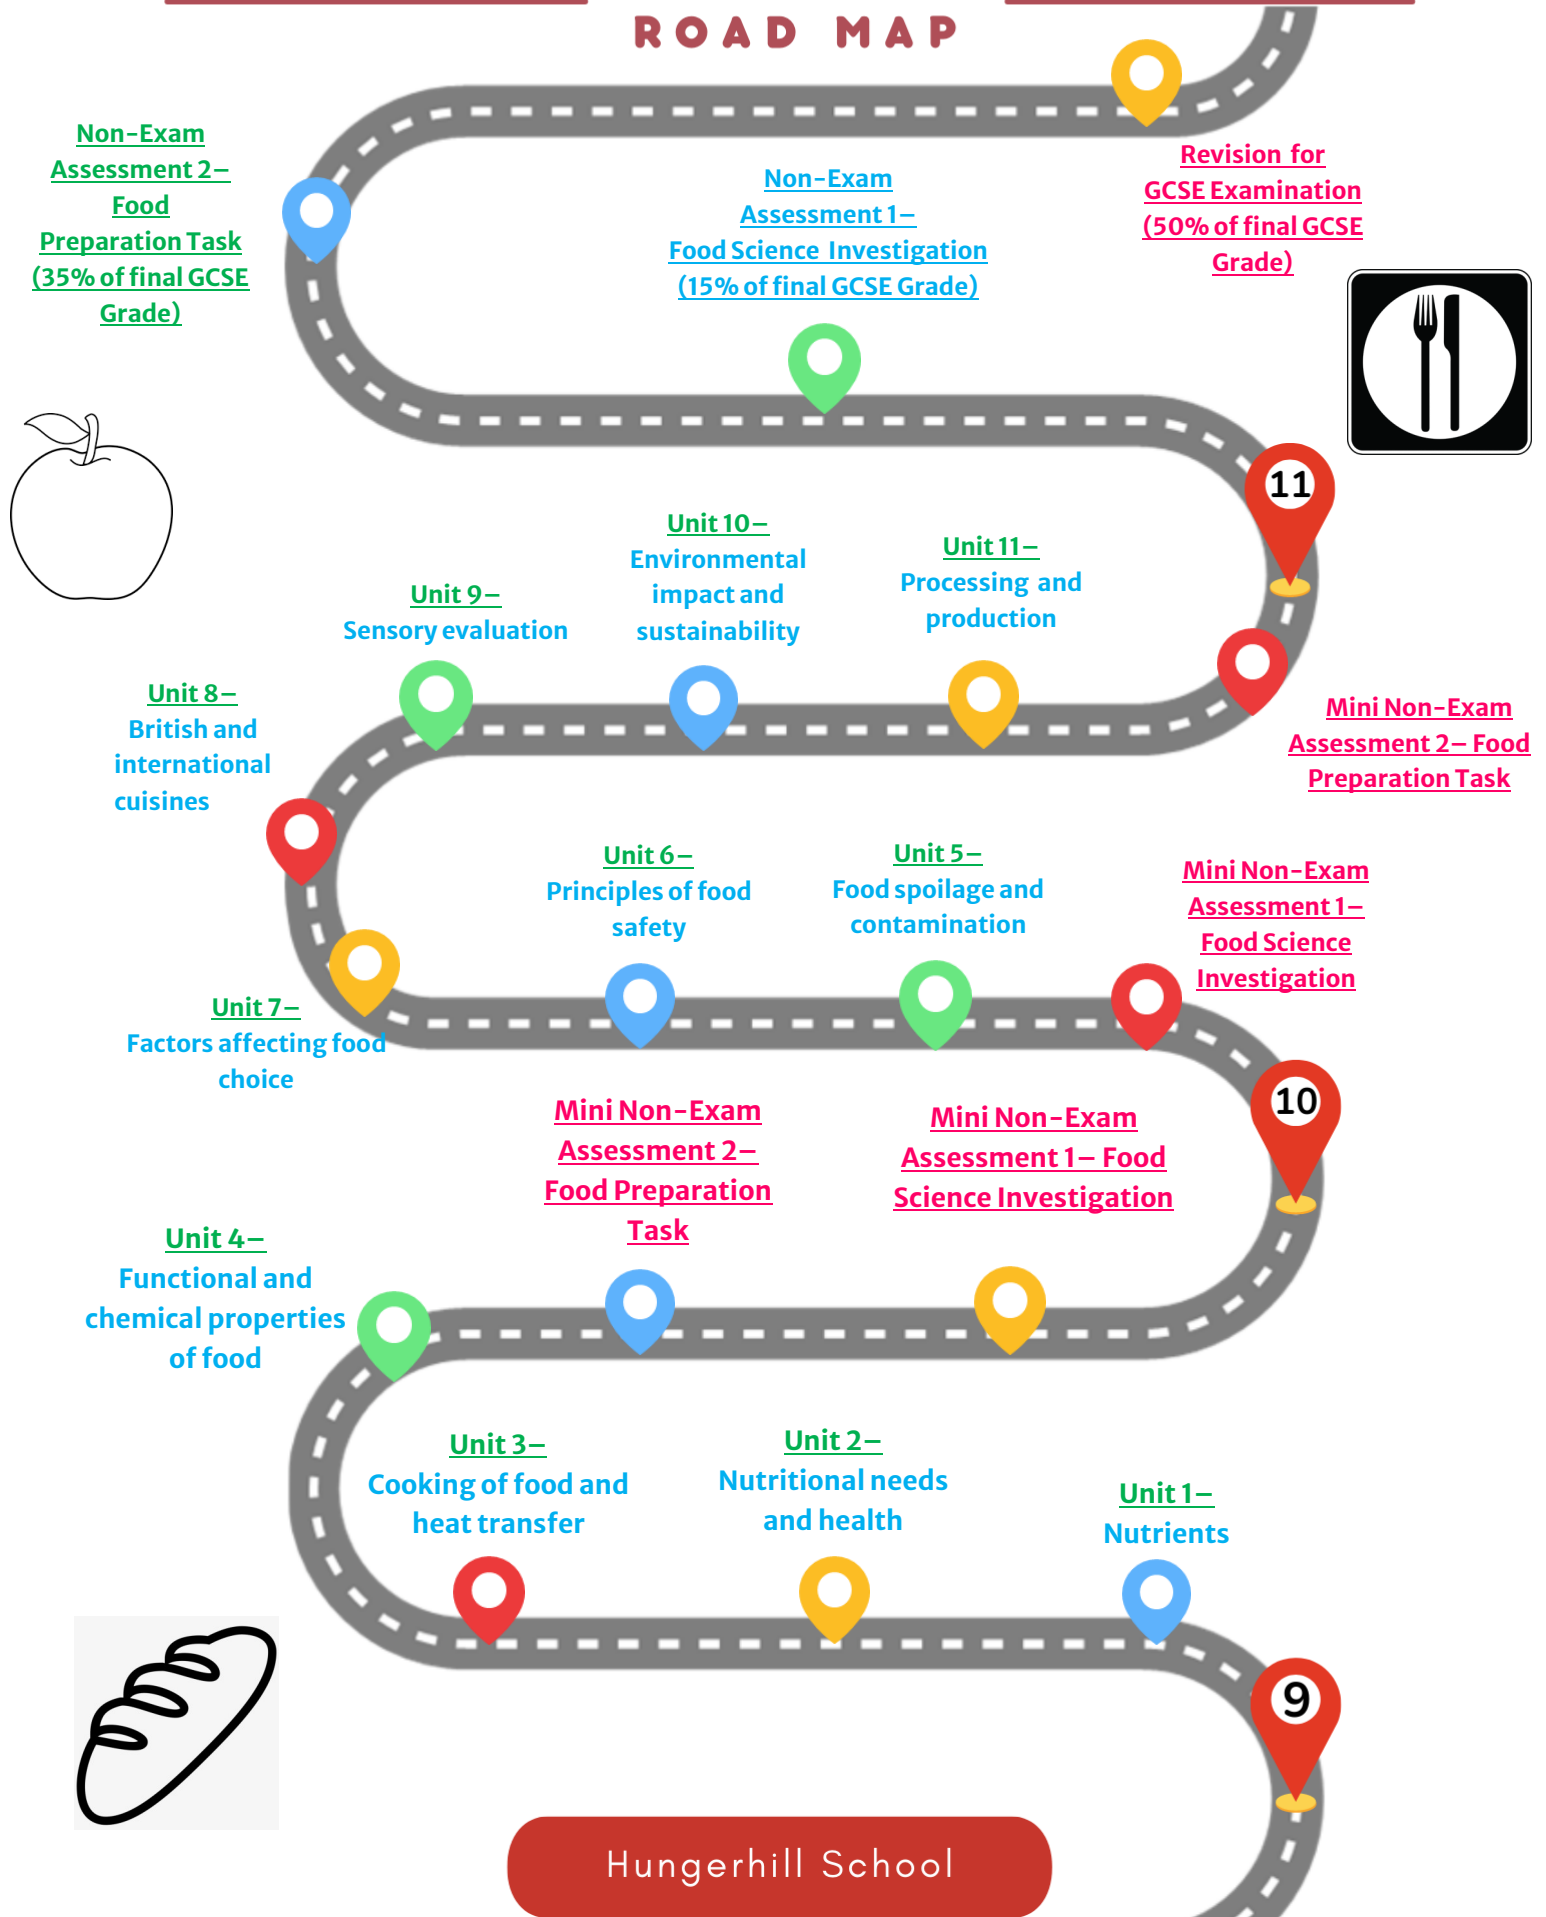 ROAD MAP
Non-Exam
Assessment 2–
Food
Preparation Task
(35% of final GCSE
Grade)
Non-Exam
Assessment 1–
Food Science Investigation
(15% of final GCSE Grade)
Revision for
GCSE Examination
(50% of final GCSE
Grade)
11
Unit 9–
Sensory evaluation
Unit 10–
Environmental
impact and
sustainability
Unit 11–
Processing and
production
Mini Non-Exam
Assessment 2– Food
Preparation Task
Unit 8–
British and
international
cuisines
Unit 7–
Factors affecting food
choice
Unit 6–
Principles of food
safety
Unit 5–
Food spoilage and
contamination
Mini Non-Exam
Assessment 1–
Food Science
Investigation
10
Mini Non-Exam
Assessment 2–
Food Preparation
Task
Mini Non-Exam
Assessment 1– Food
Science Investigation
Unit 4–
Functional and
chemical properties
of food
Unit 3–
Cooking of food and
heat transfer
Unit 2–
Nutritional needs
and health
Unit 1–
Nutrients
9
Hungerhill School